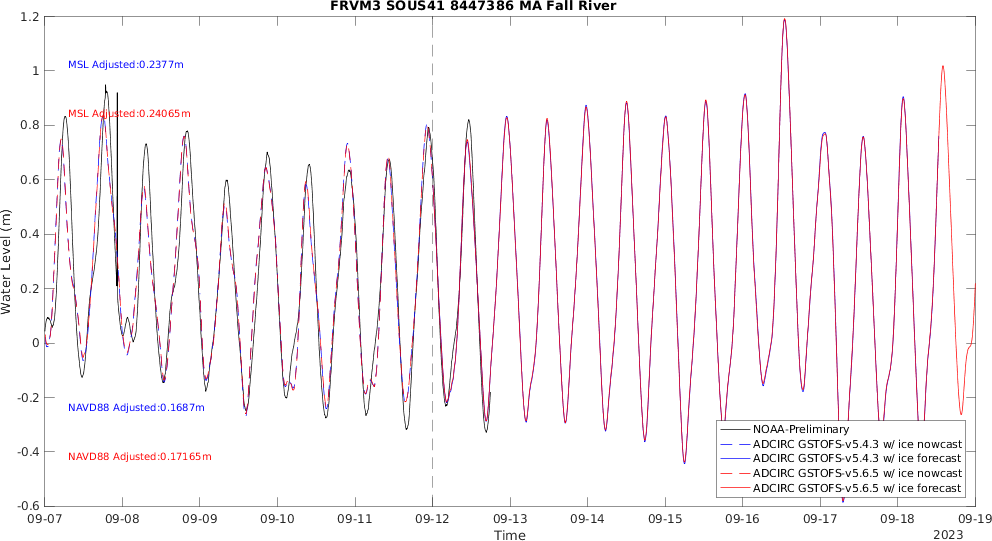 FRVM3 SOUS41 8447386 MA Fall River
Water Level (m)
1.2
1
0.8
0.6
0.4
0.2
0
-0.2
-0.4
-0.6
MSL Adjusted:0.2377m
MSL Adjusted:0.24065m
NAVD88 Adjusted:0.1687m
NAVD88 Adjusted:0.17165m
NOAA-Preliminary
ADCIRC GSTOFS-v5.4.3 w/ ice nowcast
ADCIRC GSTOFS-v5.4.3 w/ ice forecast
ADCIRC GSTOFS-v5.6.5 w/ ice nowcast
ADCIRC GSTOFS-v5.6.5 w/ ice forecast
09-07 09-08 09-09 09-10 09-11 09-12 09-13 09-14 09-15 09-16 09-17 09-18 09-19
Time
2023